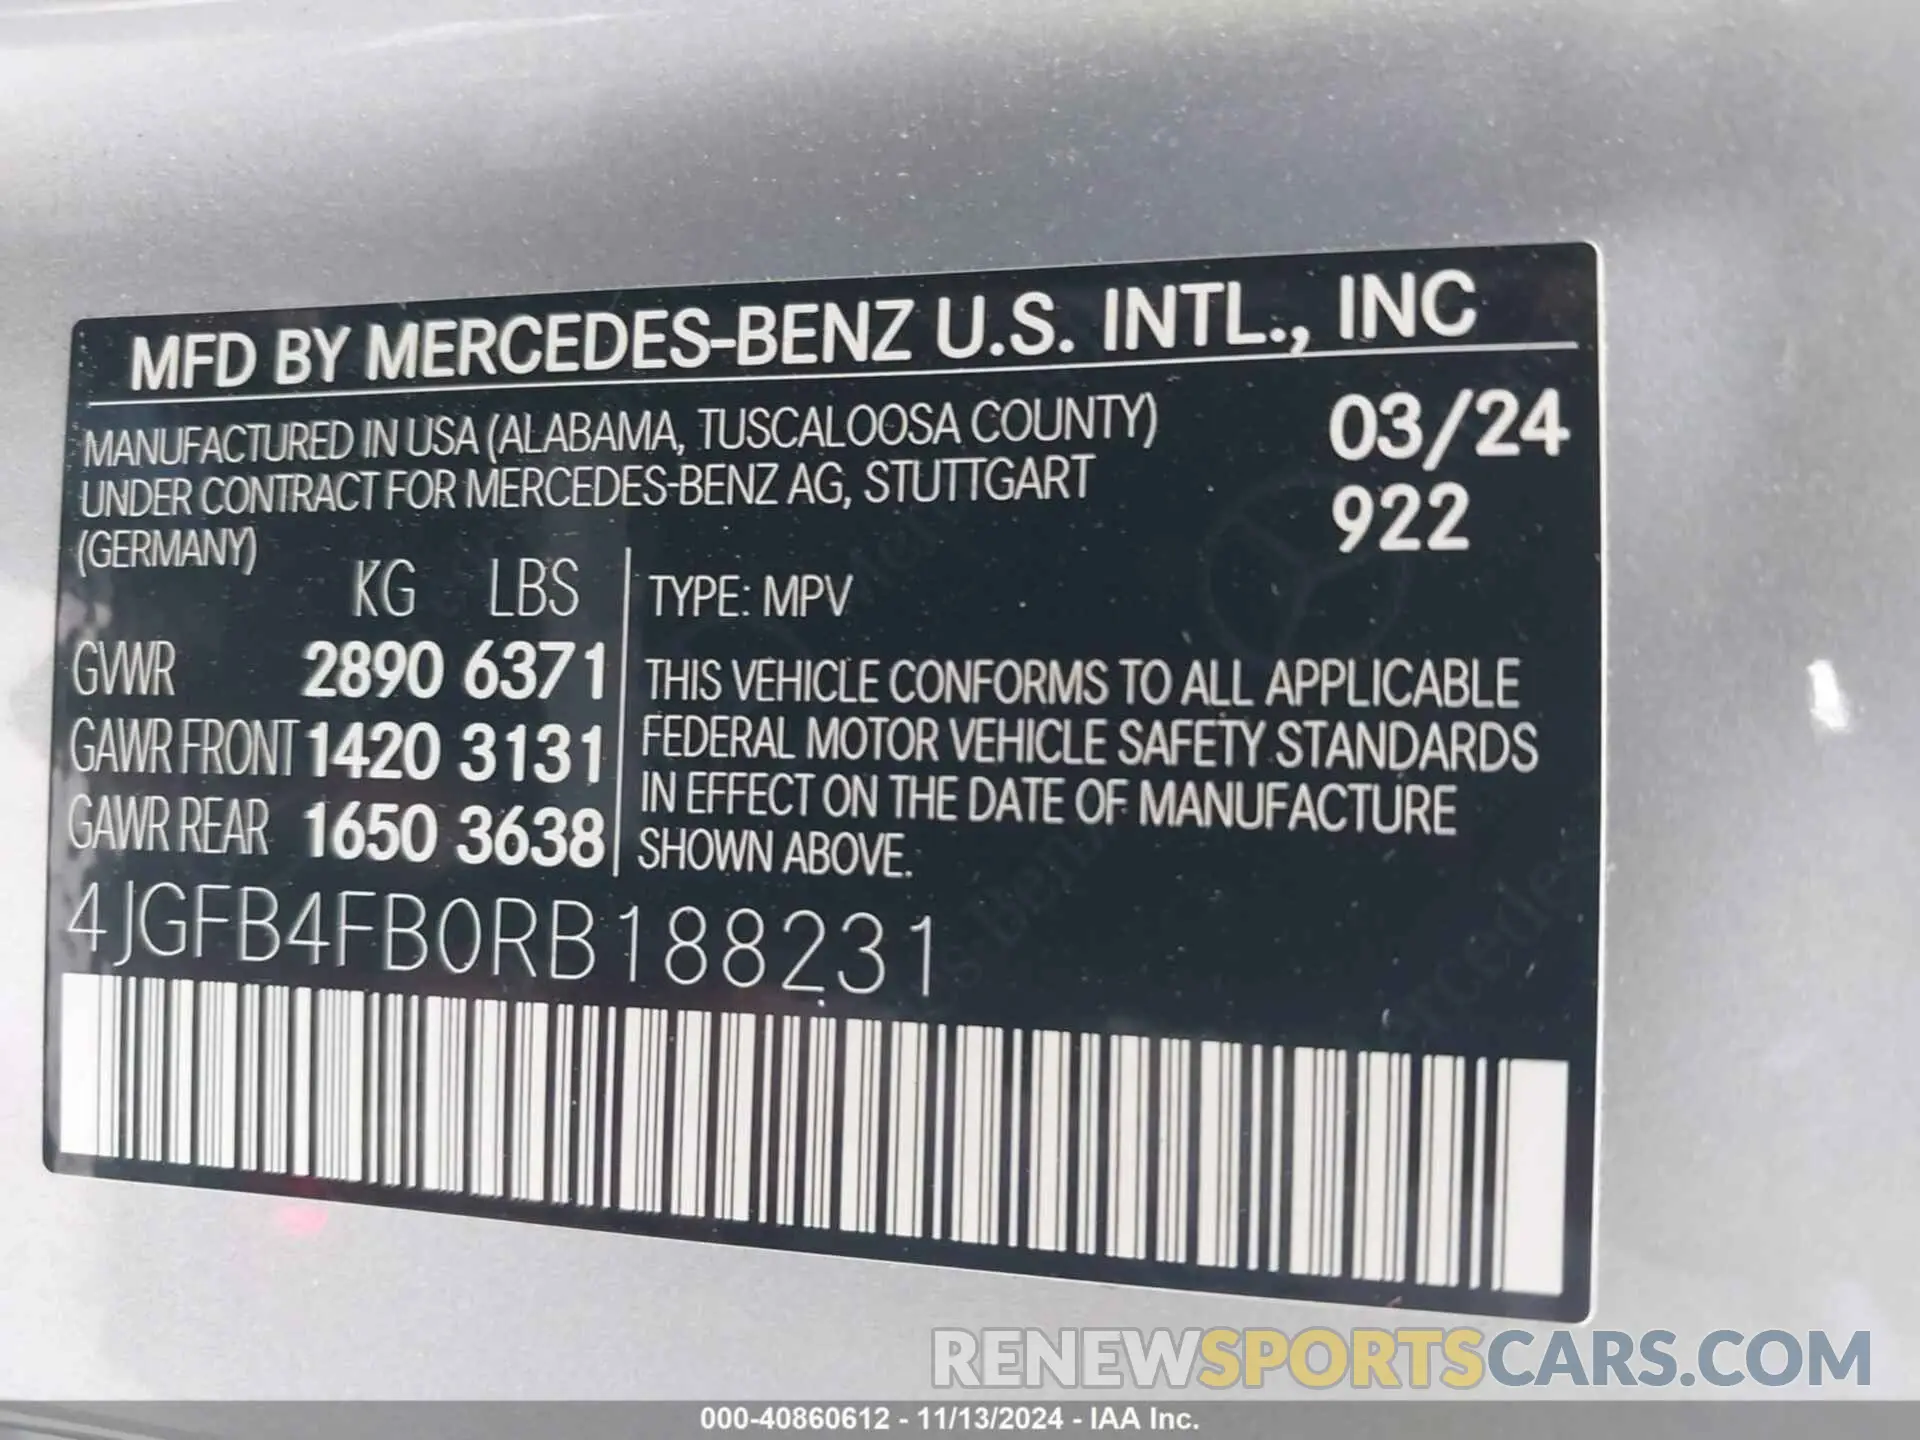 MFD BY MERCEDES-BENZ U.S. INTL., INC
MANUFACTURED IN USA (ALABAMA, TUSCALOOSA COUNTY)
UNDER CONTRACT FOR MERCEDES-BENZ AG, STUTTGART
(GERMANY)
03/24
922
KG LBS
GVWR 2890 6371
GAWR FRONT 1420 3131
GAWR REAR 1650 3638
TYPE: MPV
THIS VEHICLE CONFORMS TO ALL APPLICABLE
FEDERAL MOTOR VEHICLE SAFETY STANDARDS
IN EFFECT ON THE DATE OF MANUFACTURE
SHOWN ABOVE.
4JGFB4FB0RB188231
RENEWSPORTSCARS.COM
000-40860612 - 11/13/2024 - IAA Inc.